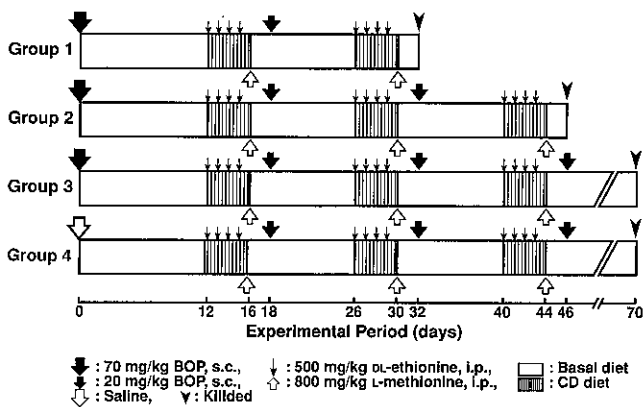 Group 1
Group 2
Group 3
Group 4
0 12 16 18 26 30 32 40 44 46 70
Experimental Period (days)
: 70 mg/kg BOP, s.c., : 500 mg/kg DL-ethionine, i.p., : Basal diet
: 20 mg/kg BOP, s.c., : 800 mg/kg L-methionine, i.p., : CD diet
: Saline, : Killded